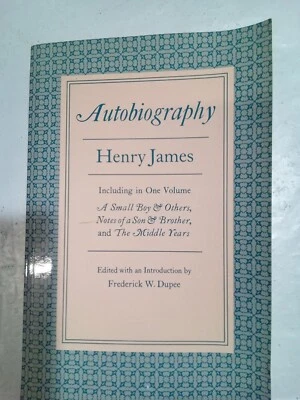 Autobiography
Henry James
Including in One Volume
A Small Boy & Others,
Notes of a Son & Brother,
and The Middle Years
Edited with an Introduction by
Frederick W. Dupee